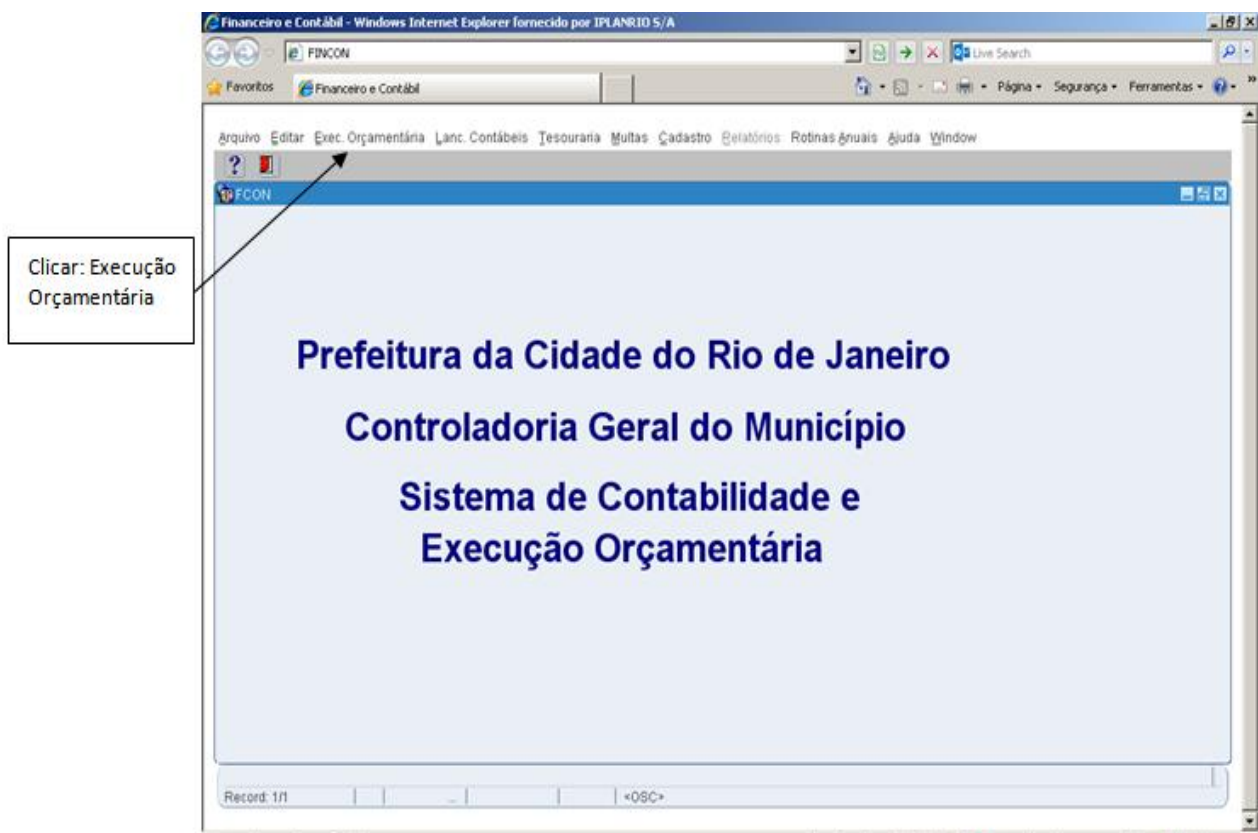 Financeiro e Contábil - Windows Internet Explorer fornecido por IPLANRIO S/A
FINCON
Live Search
Favoritos
Financeiro e Contábil
Página
Segurança
Ferramentas
Arquivo Editar Exec. Orçamentária Lanc. Contábeis Tesouraria Multas Cadastro Relatórios Rotinas Anuais Ajuda Window
FCON
Clicar: Execução
Orçamentária
Prefeitura da Cidade do Rio de Janeiro
Controladoria Geral do Município
Sistema de Contabilidade e
Execução Orçamentária
Record: 1/1
<OSC>